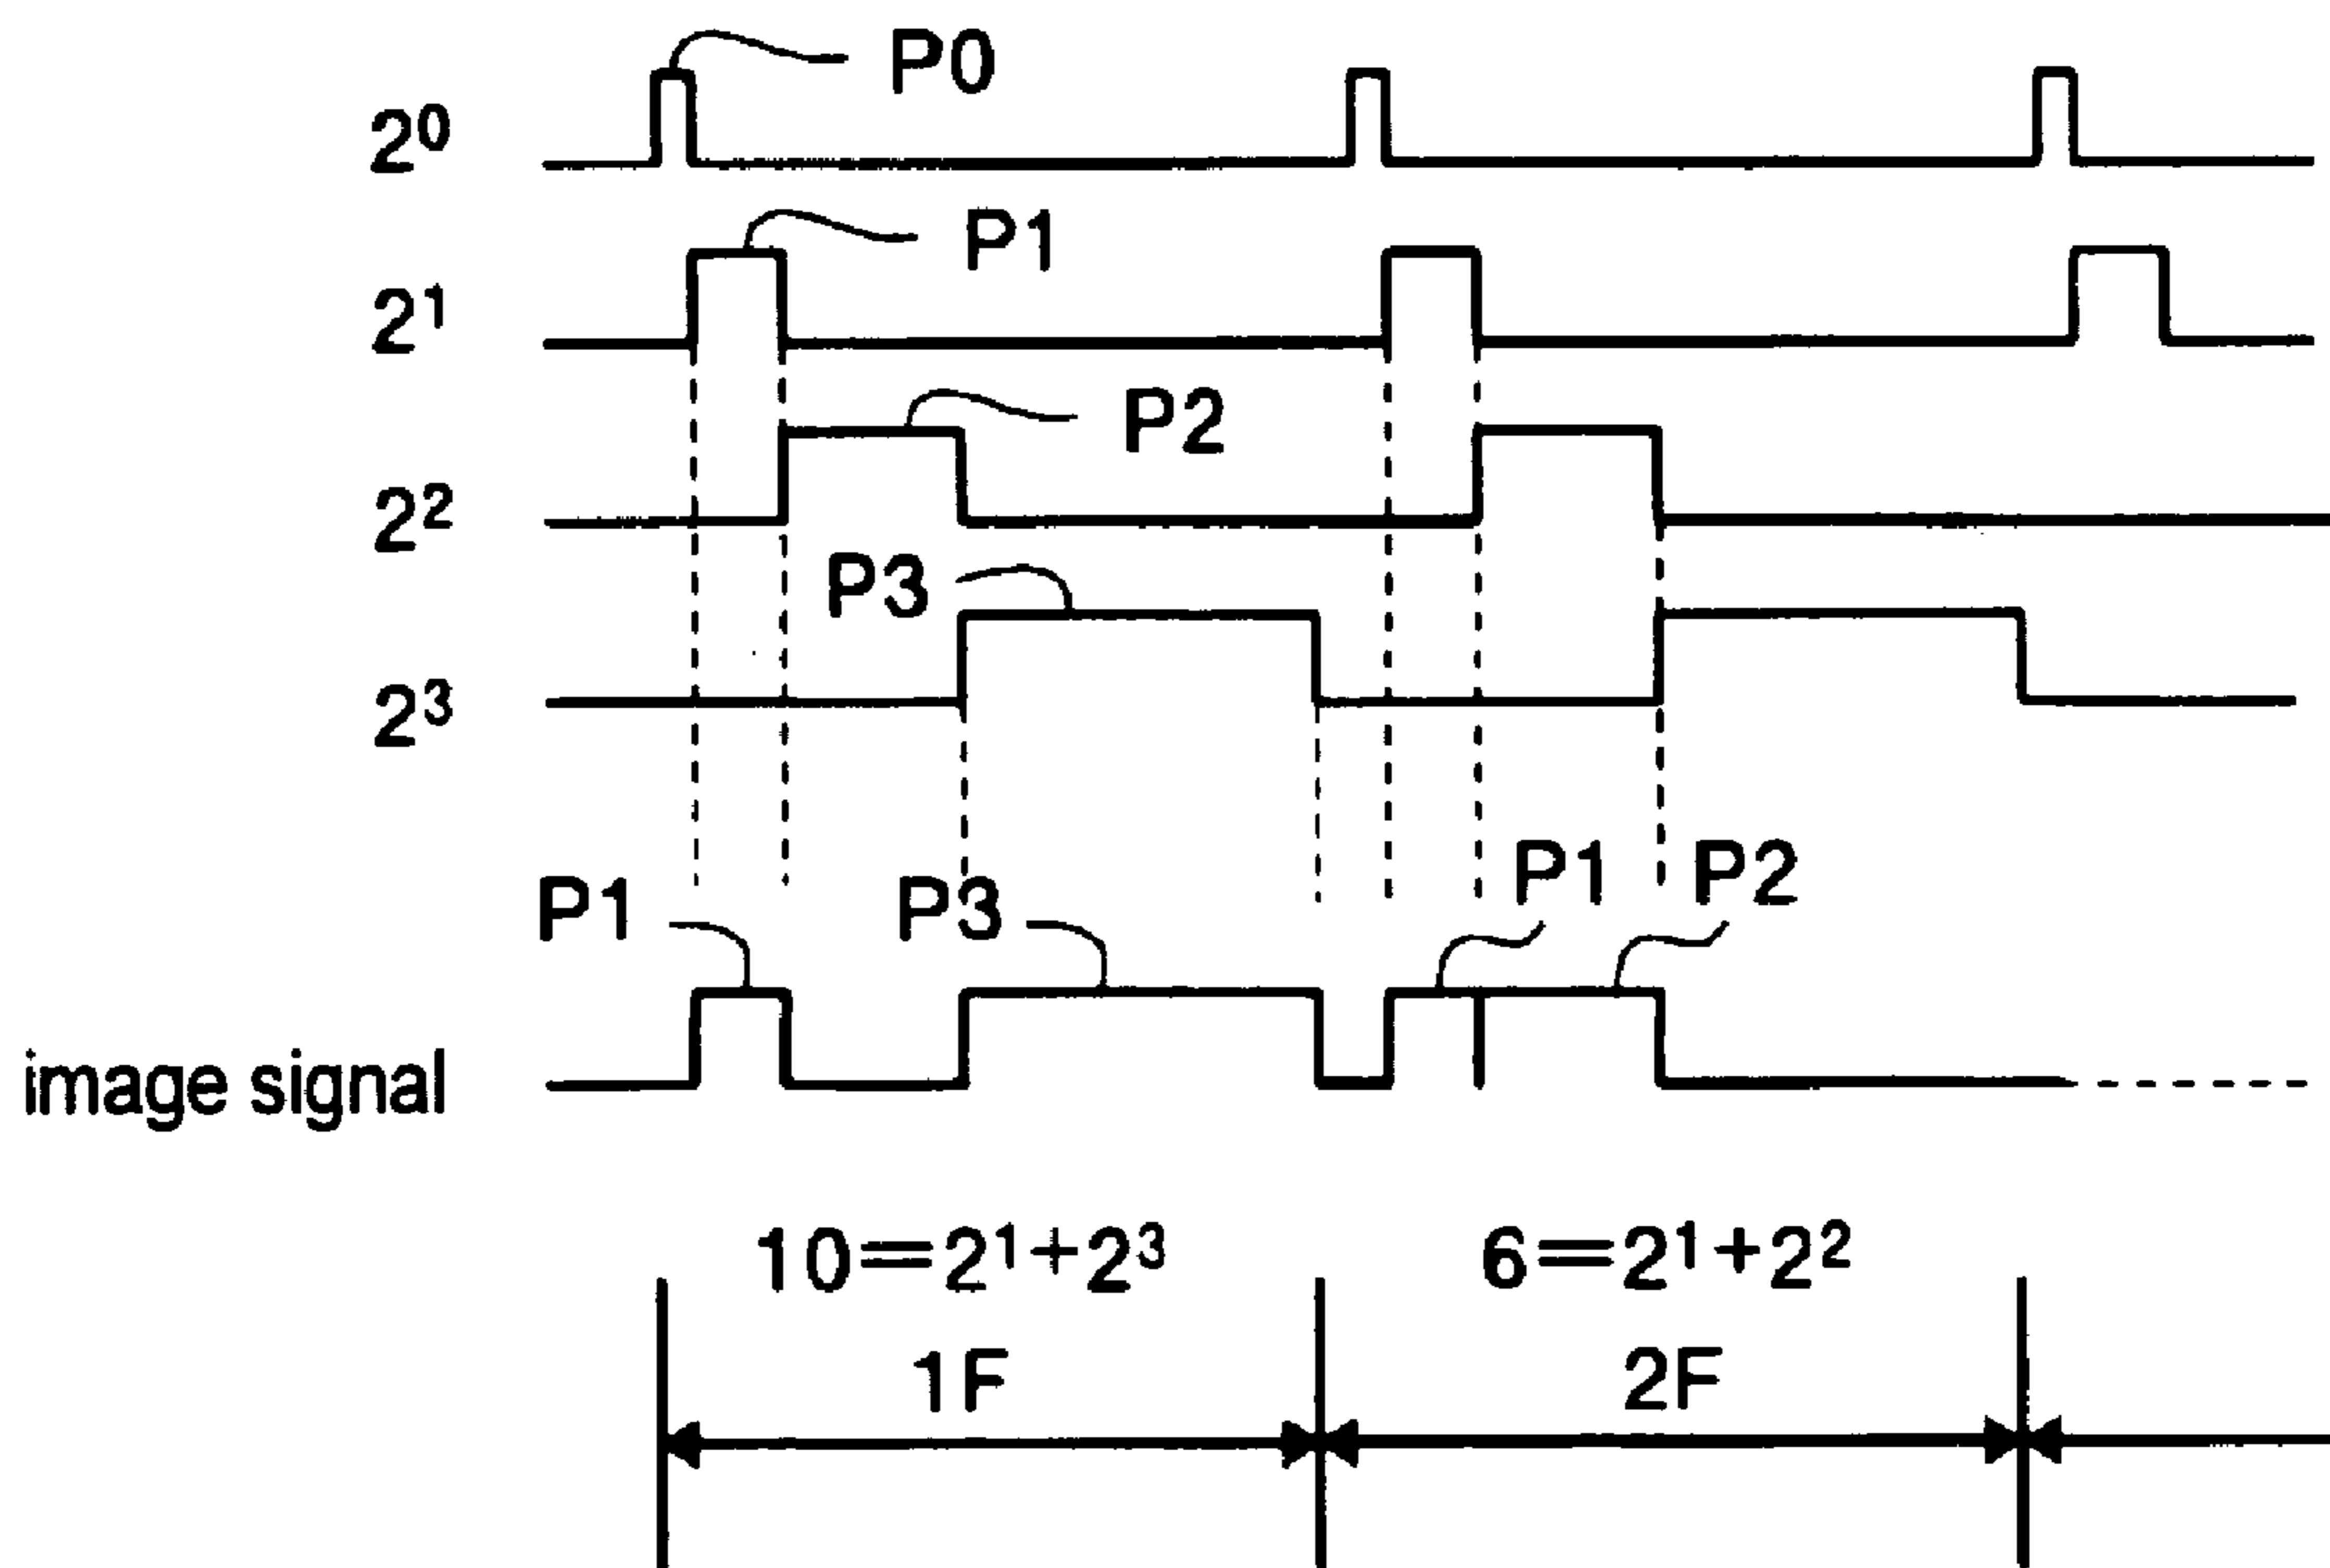 P0
2⁰
P1
2¹
P2
2²
P3
2³
P1 P3 P1 P2
image signal
10=2¹+2³ 6=2¹+2²
1F 2F